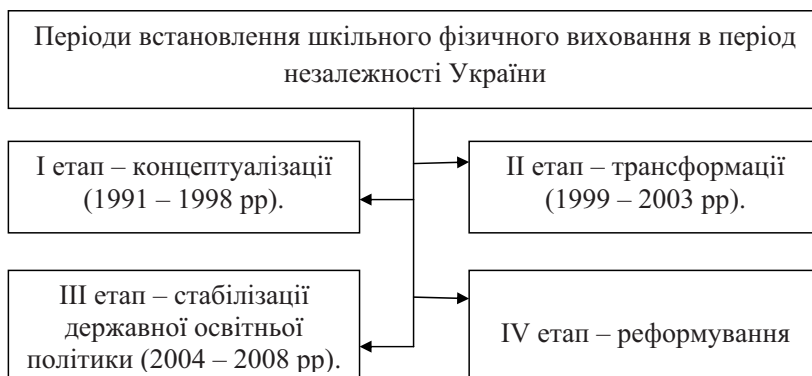 Періоди встановлення шкільного фізичного виховання в період
незалежності України
І етап – концептуалізації
(1991 – 1998 рр).
ІІ етап – трансформації
(1999 – 2003 рр).
ІІІ етап – стабілізації
державної освітньої
політики (2004 – 2008 рр).
IV етап – реформування